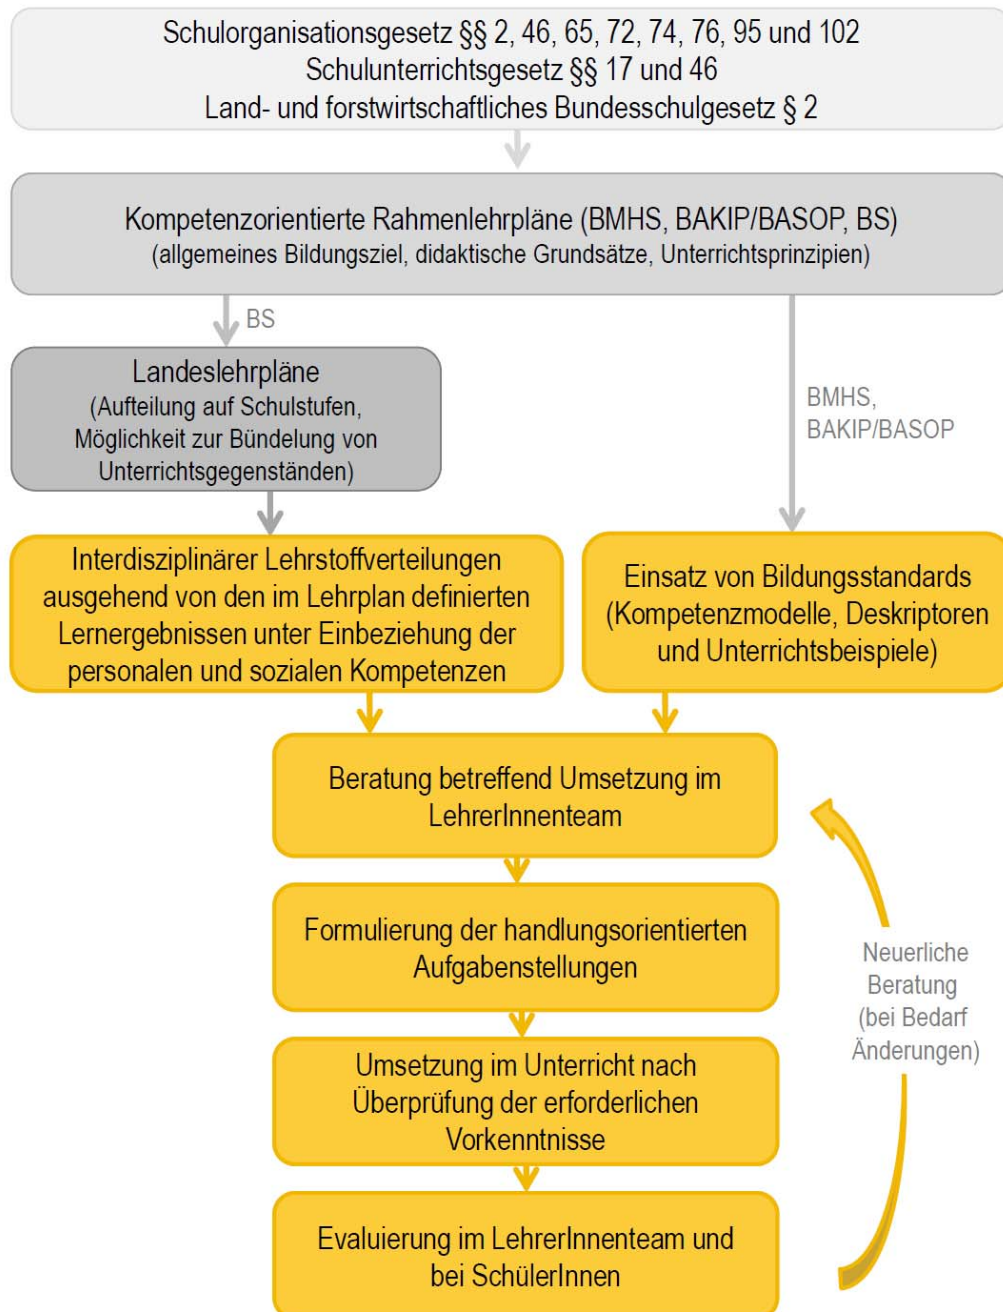 Schulorganisationsgesetz §§ 2, 46, 65, 72, 74, 76, 95 und 102
Schulunterrichtsgesetz §§ 17 und 46
Land- und forstwirtschaftliches Bundesschulgesetz § 2
Kompetenzorientierte Rahmenlehrpläne (BMHS, BAKIP/BASOP, BS)
(allgemeines Bildungsziel, didaktische Grundsätze, Unterrichtsprinzipien)
BS
Landeslehrpläne
(Aufteilung auf Schulstufen,
Möglichkeit zur Bündelung von
Unterrichtsgegenständen)
BMHS,
BAKIP/BASOP
Interdisziplinärer Lehrstoffverteilungen
ausgehend von den im Lehrplan definierten
Lernergebnissen unter Einbeziehung der
personalen und sozialen Kompetenzen
Einsatz von Bildungsstandards
(Kompetenzmodelle, Deskriptoren
und Unterrichtsbeispiele)
Beratung betreffend Umsetzung im
LehrerInnenteam
Formulierung der handlungsorientierten
Aufgabenstellungen
Umsetzung im Unterricht nach
Überprüfung der erforderlichen
Vorkenntnisse
Evaluierung im LehrerInnenteam und
bei SchülerInnen
Neuerliche
Beratung
(bei Bedarf
Änderungen)